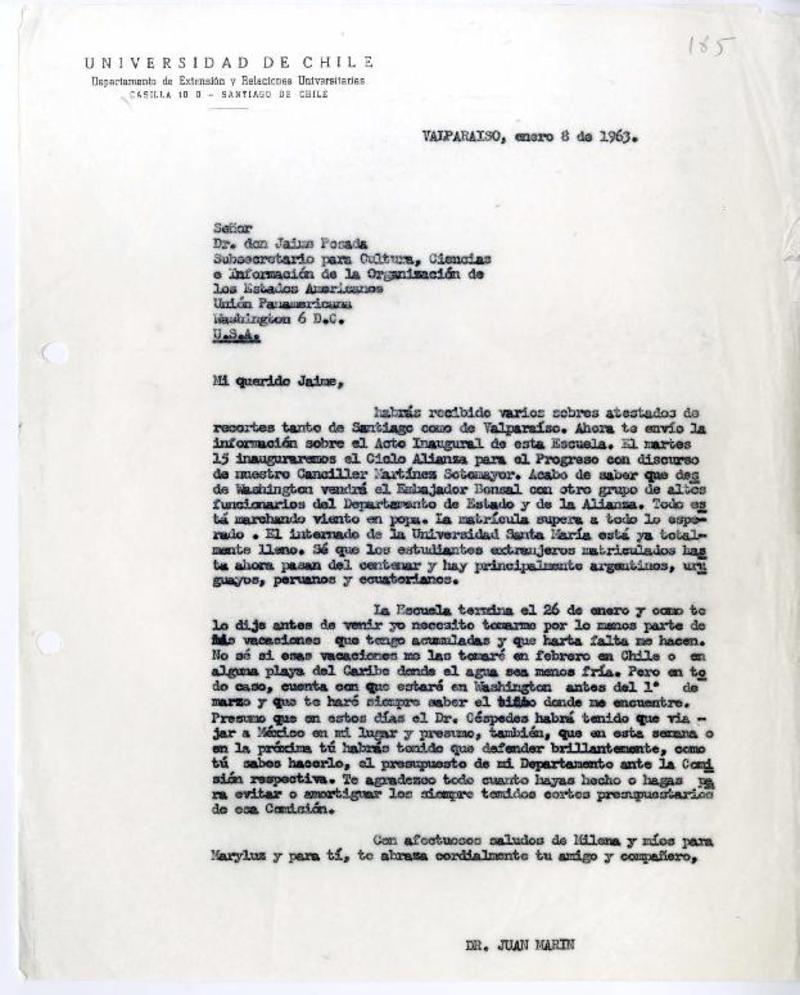 185
UNIVERSIDAD DE CHILE
Departamento de Extensión y Relaciones Universitarias
CASILLA 10 D - SANTIAGO DE CHILE
VALPARAISO, enero 8 de 1963.
Señor
Dr. don Jaime Posada
Subsecretario para Cultura, Ciencias
e Información de la Organización de
los Estados Americanos
Unión Panamericana
Washington 6 D.C.
U.S.A.
Mi querido Jaime,
habrás recibido varios sobres atestados de
recortes tanto de Santiago como de Valparaíso. Ahora te envío la
información sobre el Acto Inaugural de esta Escuela. El martes
15 inauguraremos el Ciclo Alianza para el Progreso con discurso
de nuestro Canciller Martínez Sotomayor. Acabo de saber que des
de Washington vendrá el Embajador Bonsal con otro grupo de altos
funcionarios del Departamento de Estado y de la Alianza. Todo es
tá marchando viento en popa. La matrícula supera a todo lo espe-
rado . El internado de la Universidad Santa María está ya total-
mente lleno. Sé que los estudiantes extranjeros matriculados has
ta ahora pasan del centenar y hay principalmente argentinos, uru
guayos, peruanos y ecuatorianos.
La Escuela termina el 26 de enero y como te
lo dije antes de venir yo necesito tomarme por lo menos parte de
vacaciones que tengo acumuladas y que harta falta me hacen.
No sé si esas vacaciones me las tomaré en febrero en Chile o en
alguna playa del Caribe donde el agua sea menos fría. Pero en to
do caso, cuenta con que estaré en Washington antes del 1° de
marzo y que te haré siempre saber el donde me encuentre.
Presumo que en estos días el Dr. Céspedes habrá tenido que via -
jar a México en mi lugar y presumo, también, que en esta semana o
en la próxima tú habrás tenido que defender brillantemente, como
tú sabes hacerlo, el presupuesto de mi Departamento ante la Comi
sión respectiva. Te agradezco todo cuanto hayas hecho o hagas pa
ra evitar o amortiguar los siempre temidos cortes presupuestarios
de esa Comisión.
Con afectuosos saludos de Milena y míos para
Maryluz y para tí, te abraza cordialmente tu amigo y compañero,
DR. JUAN MARIN